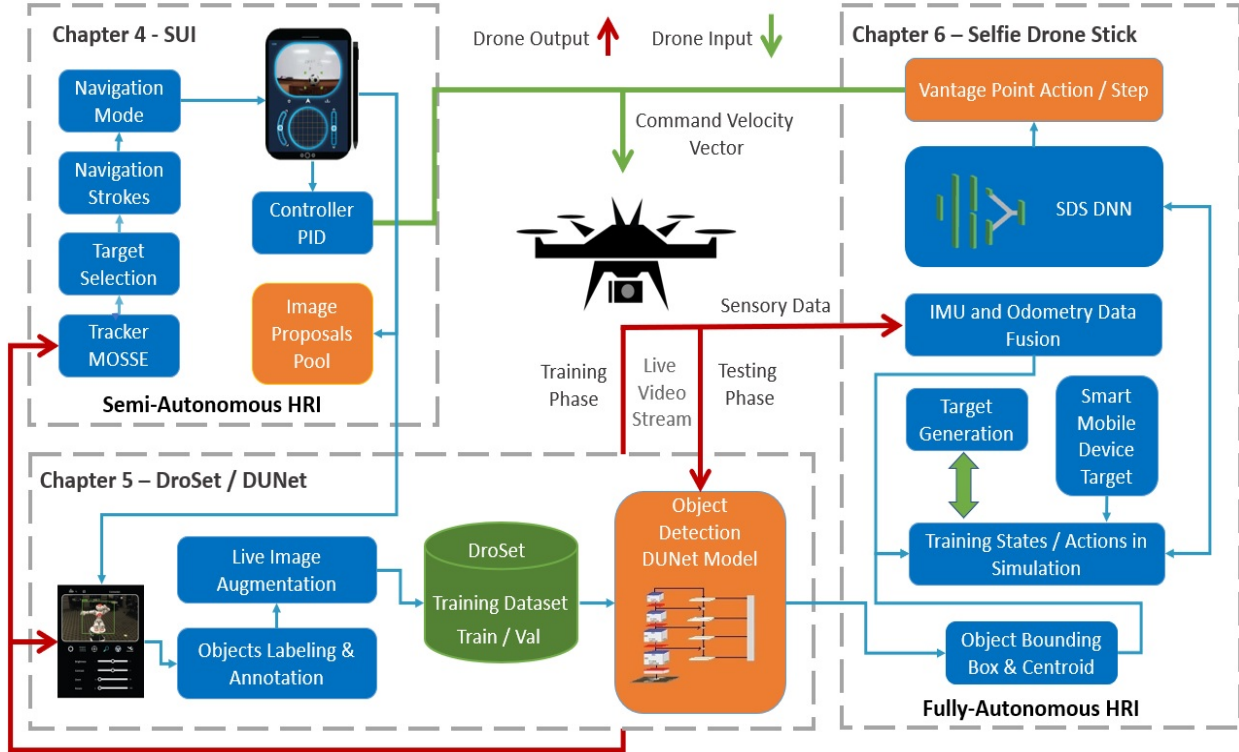 Chapter 4 - SUI
Navigation
Mode
Navigation
Strokes
Target
Selection
Tracker
MOSSE
Controller
PID
Image
Proposals
Pool
Semi-Autonomous HRI
Drone Output
Drone Input
Command Velocity
Vector
Sensory Data
Training
Phase
Live
Video
Stream
Testing
Phase
Chapter 6 – Selfie Drone Stick
Vantage Point Action / Step
SDS DNN
IMU and Odometry Data
Fusion
Target
Generation
Smart
Mobile
Device
Target
Training States / Actions in
Simulation
Object Bounding
Box & Centroid
Fully-Autonomous HRI
Chapter 5 – DroSet / DUNet
Live Image
Augmentation
Objects Labeling &
Annotation
DroSet
Training Dataset
Train / Val
Object
Detection
DUNet Model